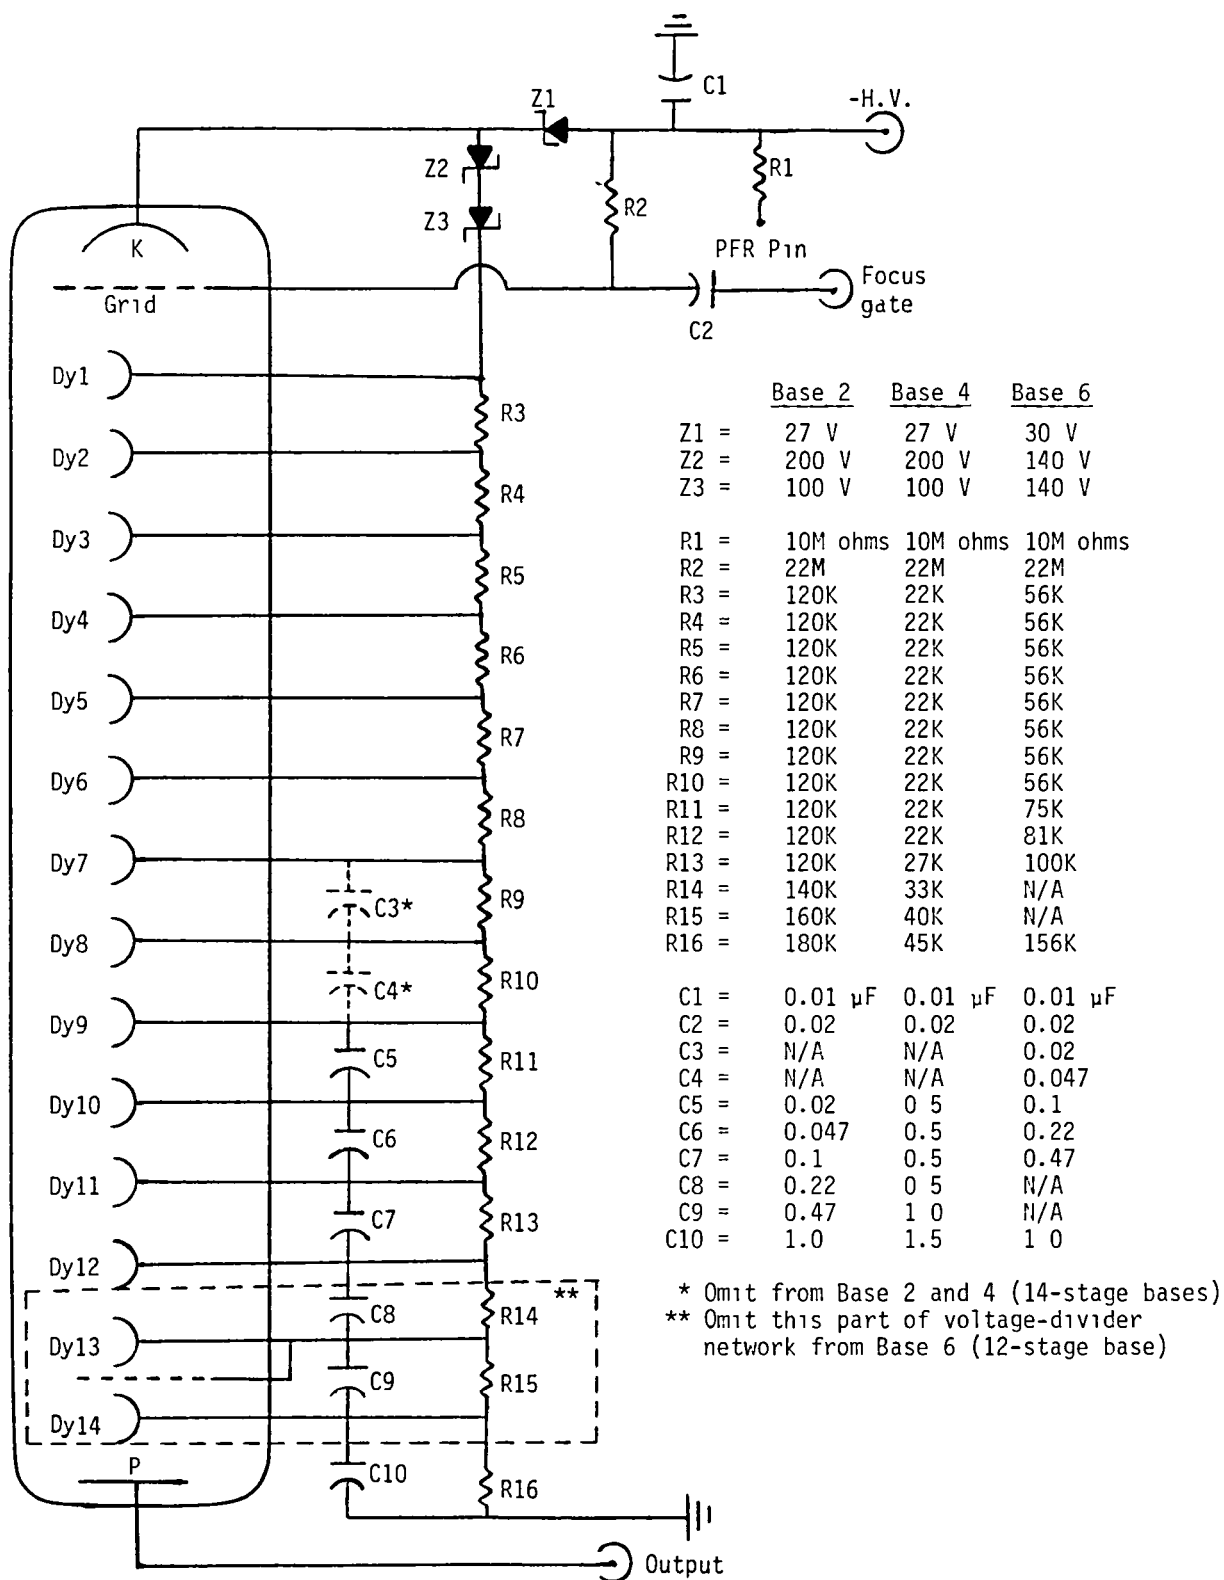 C1
-H.V.
Z1
Z2
R1
Z3
R2
K
PFR Pin
Grid
C2
Focus
gate
Dy1
R3
Dy2
R4
Dy3
R5
Dy4
R6
Dy5
R7
Dy6
R8
Dy7
C3*
R9
Dy8
C4*
R10
Dy9
C5
R11
Dy10
C6
R12
Dy11
C7
R13
Dy12
**
C8
R14
Dy13
C9
R15
Dy14
P
C10
R16
Output
Base 2 Base 4 Base 6
Z1 = 27 V 27 V 30 V
Z2 = 200 V 200 V 140 V
Z3 = 100 V 100 V 140 V
R1 = 10M ohms 10M ohms 10M ohms
R2 = 22M 22M 22M
R3 = 120K 22K 56K
R4 = 120K 22K 56K
R5 = 120K 22K 56K
R6 = 120K 22K 56K
R7 = 120K 22K 56K
R8 = 120K 22K 56K
R9 = 120K 22K 56K
R10 = 120K 22K 56K
R11 = 120K 22K 75K
R12 = 120K 22K 81K
R13 = 120K 27K 100K
R14 = 140K 33K N/A
R15 = 160K 40K N/A
R16 = 180K 45K 156K
C1 = 0.01 µF 0.01 µF 0.01 µF
C2 = 0.02 0.02 0.02
C3 = N/A N/A 0.02
C4 = N/A N/A 0.047
C5 = 0.02 0 5 0.1
C6 = 0.047 0.5 0.22
C7 = 0.1 0.5 0.47
C8 = 0.22 0 5 N/A
C9 = 0.47 1 0 N/A
C10 = 1.0 1.5 1 0
* Omit from Base 2 and 4 (14-stage bases)
** Omit this part of voltage-divider
network from Base 6 (12-stage base)